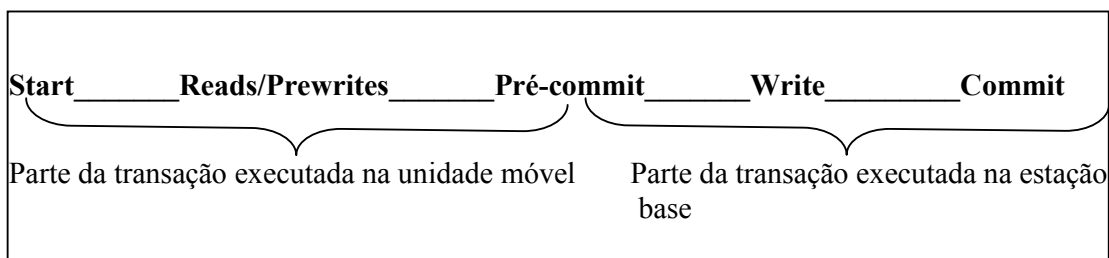 Start_______Reads/Prewrites_______Pré-commit_______Write_________Commit
Parte da transação executada na unidade móvel Parte da transação executada na estação
base